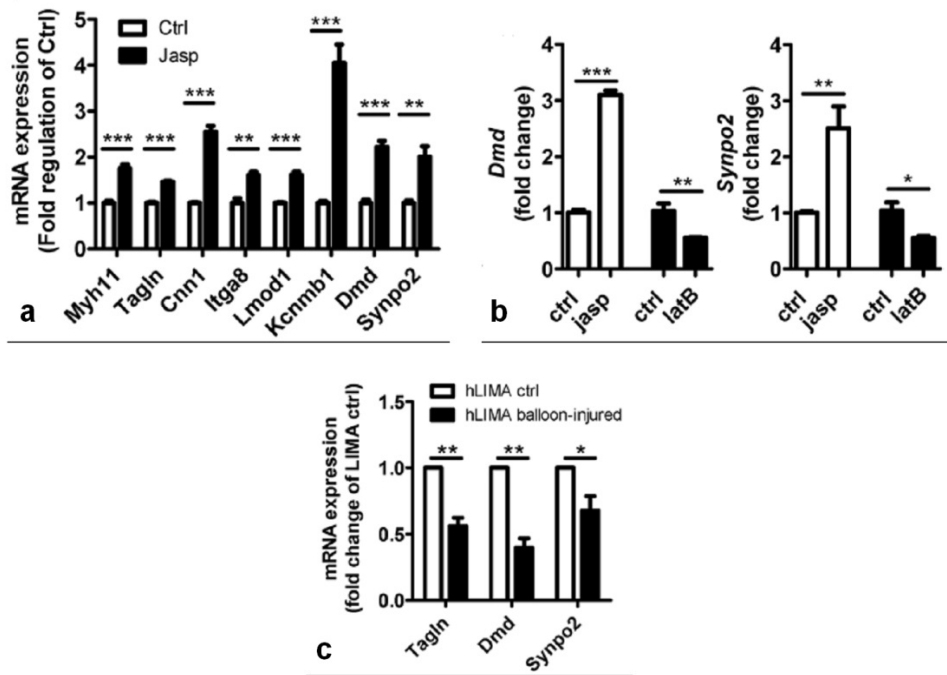 mRNA expression
(Fold regulation of Ctrl)
5
4
3
2
1
0
Ctrl
Jasp
***
***
***
**
***
***
***
**
Myh11
Tagln
Cnn1
Itga8
Lmod1
Kcnmb1
Dmd
Synpo2
a
Dmd
(fold change)
4
3
2
1
0
***
**
ctrl
jasp
ctrl
latB
b
Synpo2
(fold change)
4
3
2
1
0
**
*
ctrl
jasp
ctrl
latB
mRNA expression
(fold change of LIMA ctrl)
1.5
1.0
0.5
0.0
hLIMA ctrl
hLIMA balloon-injured
**
**
*
Tagln
Dmd
Synpo2
c